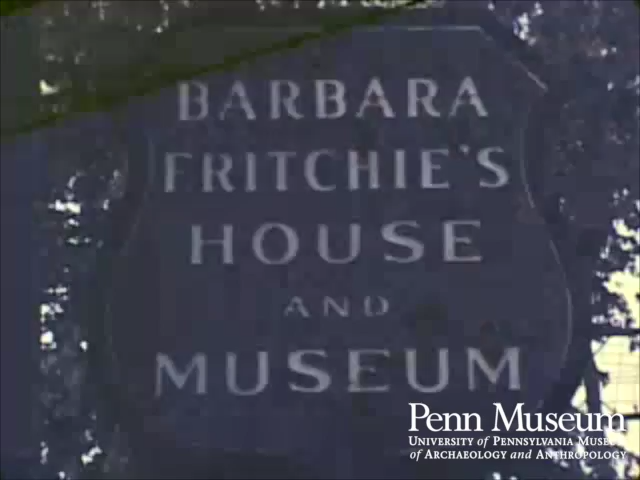 BARBARA
FRITCHIE'S
HOUSE
AND
MUSEUM
Penn Museum
UNIVERSITY of PENNSYLVANIA MUSEUM
of ARCHAEOLOGY and ANTHROPOLOGY